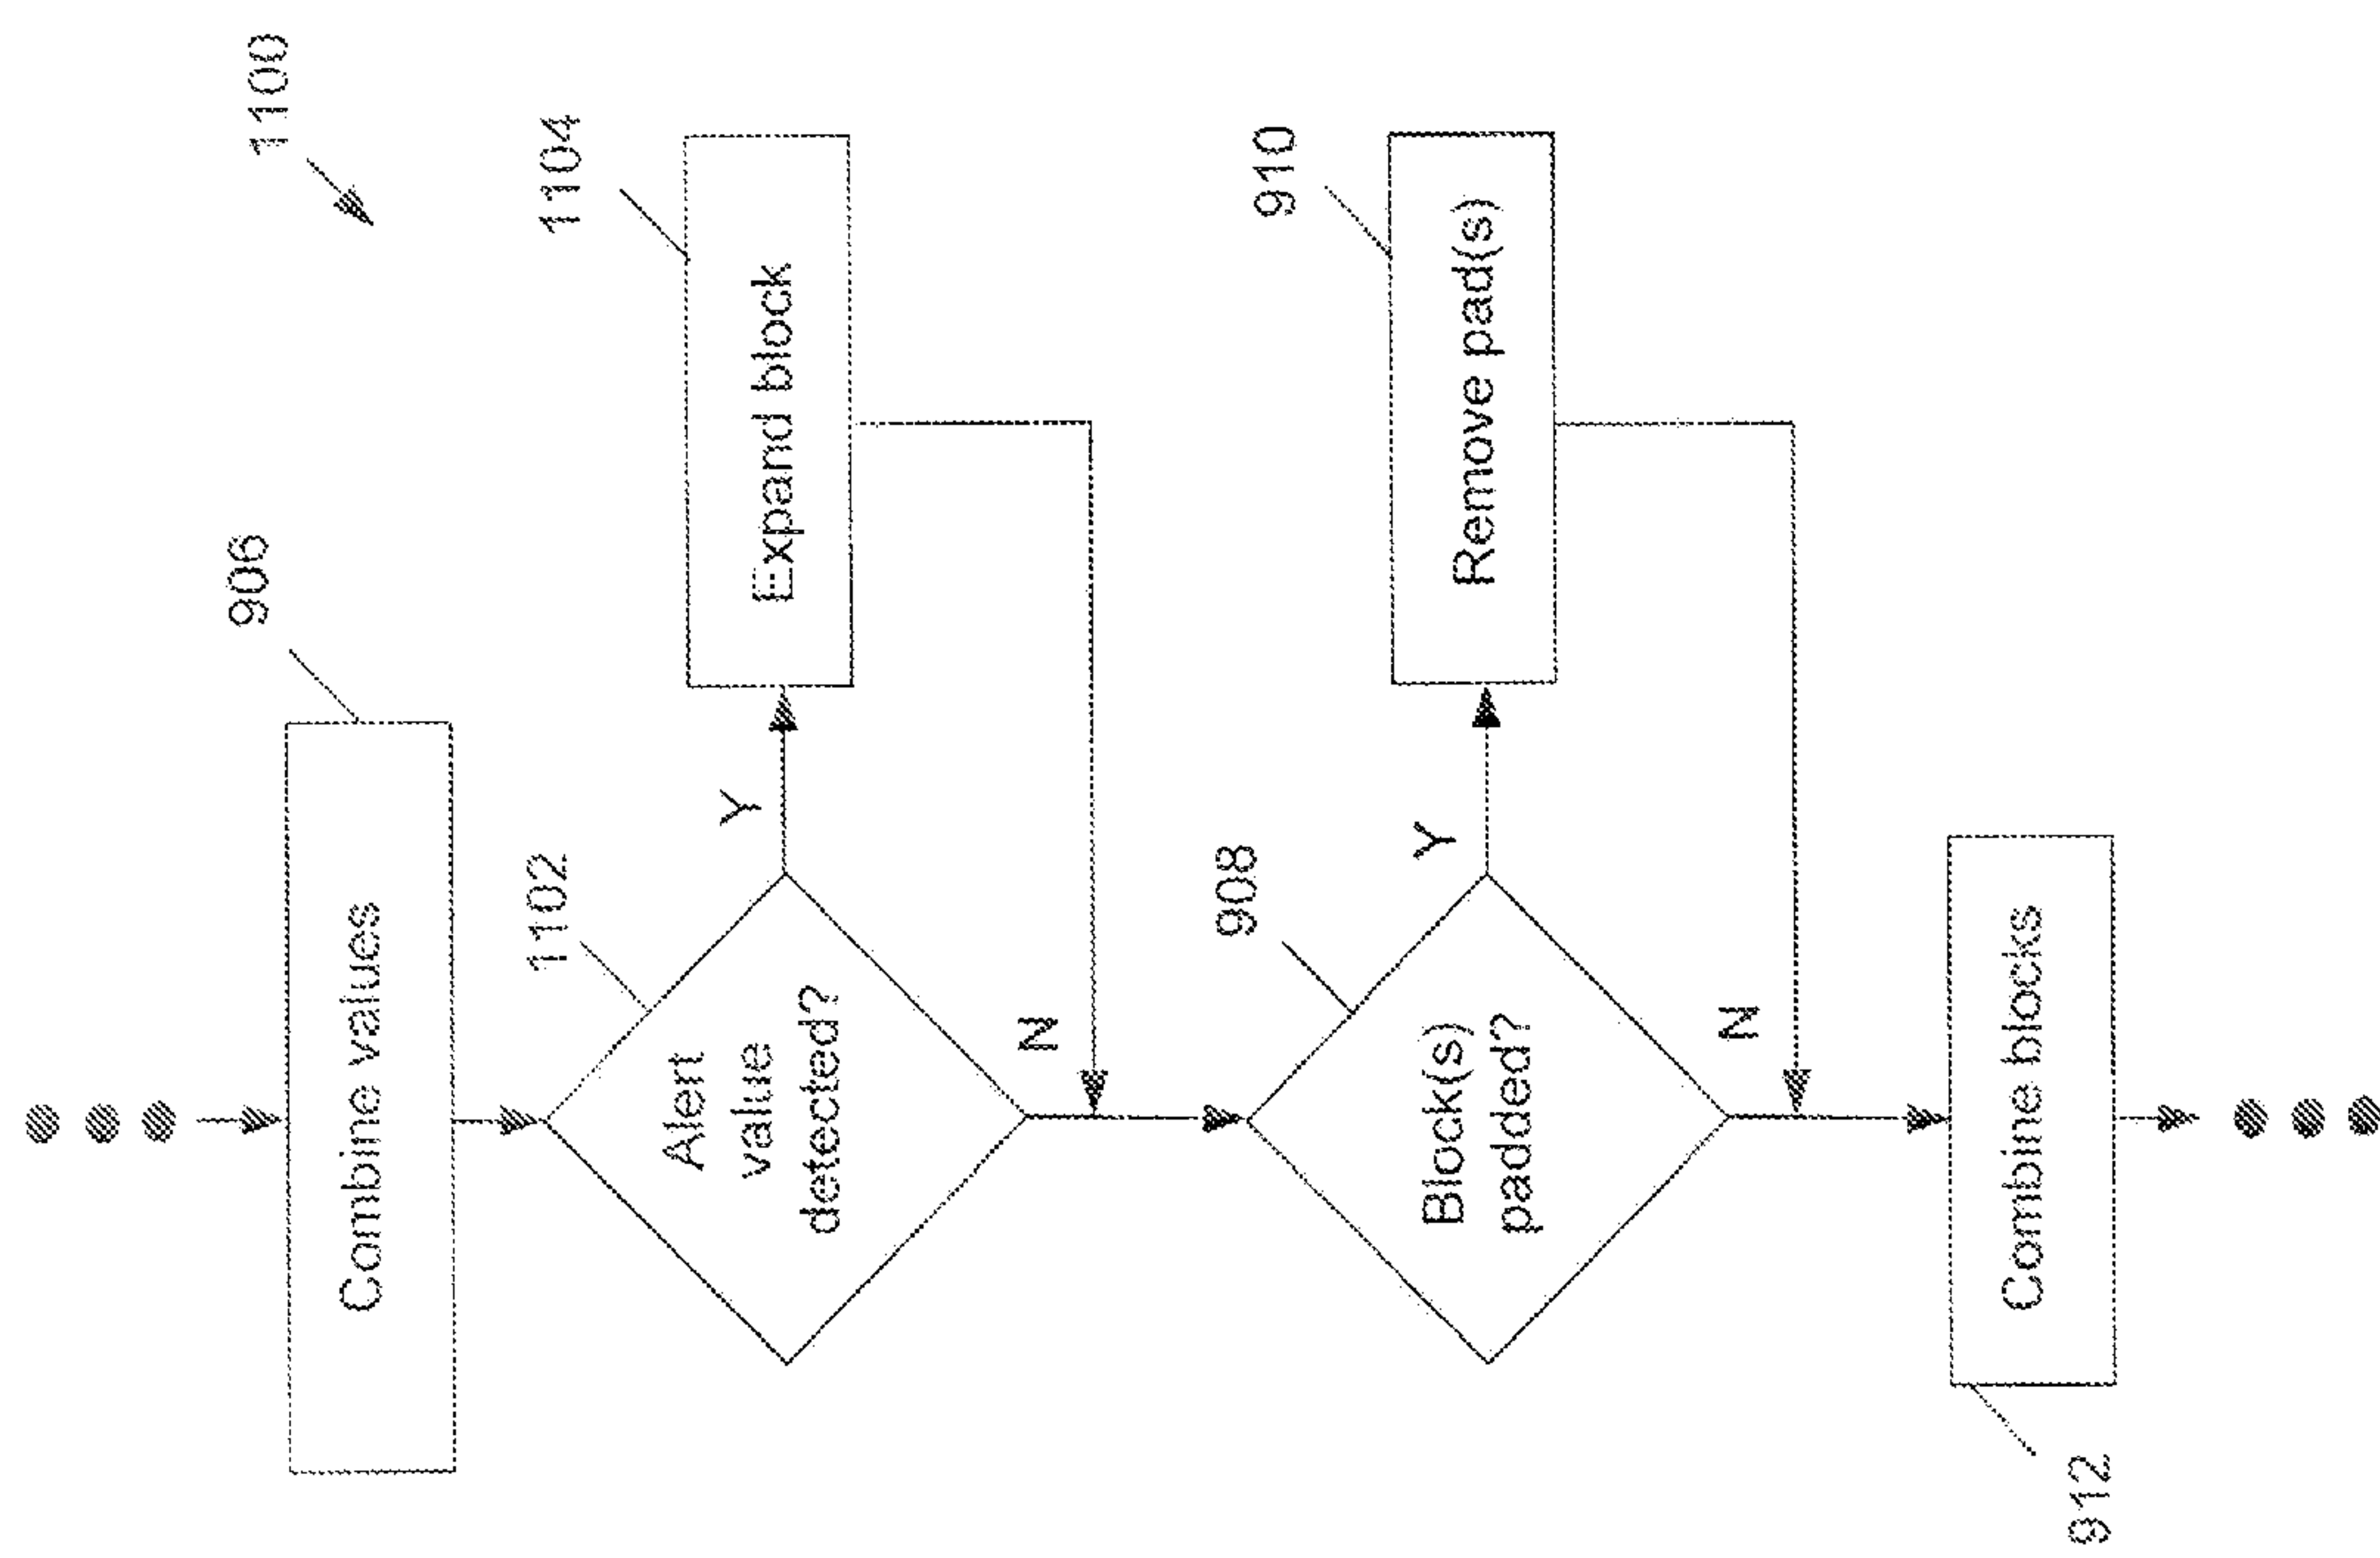 1100
906
Combine values
1102
Alert
value
detected?
Y
1104
Expand block
N
908
Block(s)
padded?
Y
910
Remove pad(s)
N
912
Combine blocks